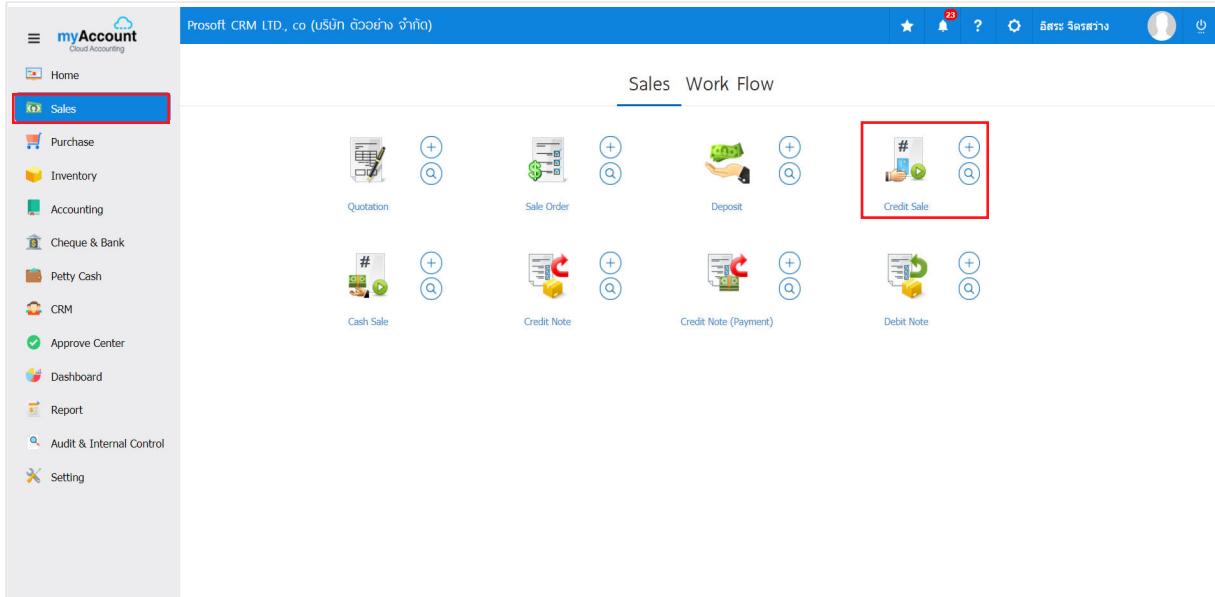 myAccount
Cloud Accounting
Prosoft CRM LTD., co (บริษัท ตัวอย่าง จำกัด)
23
?
อิสระ จิดรสว่าง
Home
Sales
Purchase
Inventory
Accounting
Cheque & Bank
Petty Cash
CRM
Approve Center
Dashboard
Report
Audit & Internal Control
Setting
Sales Work Flow
Quotation
Sale Order
Deposit
#
Credit Sale
#
Cash Sale
Credit Note
Credit Note (Payment)
Debit Note